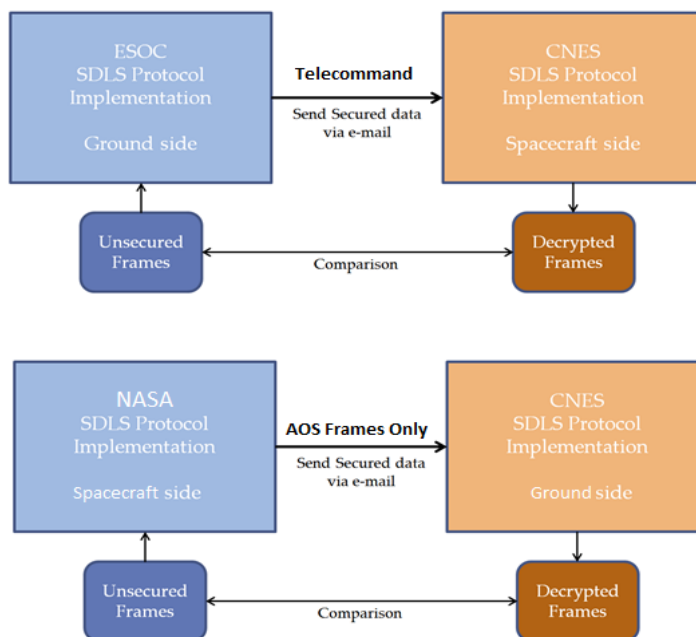 ESOC
SDLS Protocol
Implementation
Ground side
Telecommand
Send Secured data
via e-mail
CNES
SDLS Protocol
Implementation
Spacecraft side
Unsecured
Frames
Comparison
Decrypted
Frames
NASA
SDLS Protocol
Implementation
Spacecraft side
AOS Frames Only
Send Secured data
via e-mail
CNES
SDLS Protocol
Implementation
Ground side
Unsecured
Frames
Comparison
Decrypted
Frames